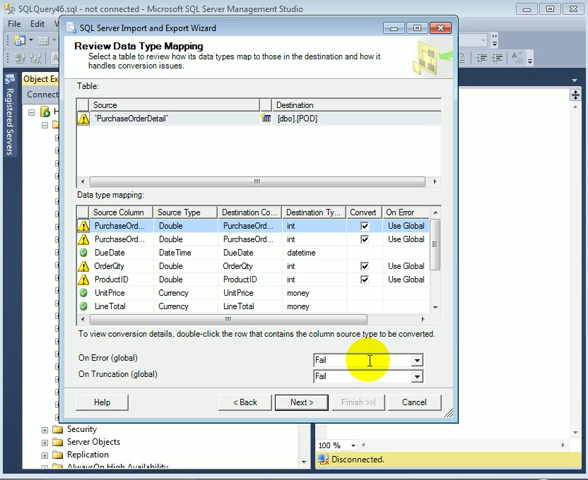 SQLQuery46.sql - not connected - Microsoft SQL Server Management Studio
File
Edit
SQL Server Import and Export Wizard
Review Data Type Mapping
Select a table to review how its data types map to those in the destination and how it
handles conversion issues.
Table:
Source Destination
`PurchaseOrderDetail` [dbo].[POD]
Data type mapping:
Source Column Source Type Destination Co... Destination Ty... Convert On Error
PurchaseOrd... Double PurchaseOrd... int Use Global
PurchaseOrd... Double PurchaseOrd... int Use Global
DueDate DateTime DueDate datetime
OrderQty Double OrderQty int Use Global
ProductID Double ProductID int Use Global
UnitPrice Currency UnitPrice money
LineTotal Currency LineTotal money
To view conversion details, double-click the row that contains the column source type to be converted.
On Error (global) Fail
On Truncation (global) Fail
Help < Back Next > Finish >>| Cancel
Registered Servers
Object Ex
Connec
Security
Server Objects
Replication
AlwaysOn High Availability
100 %
Disconnected.